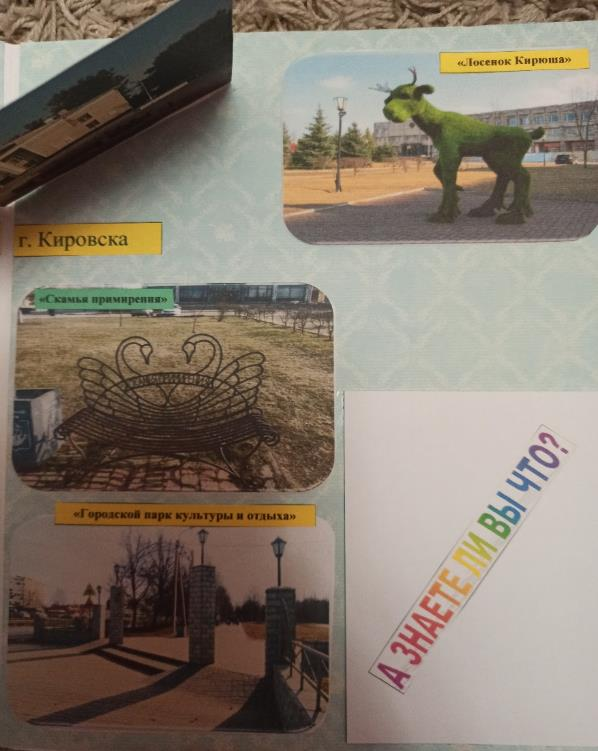 «Лосенок Кирюша»
г. Кировска
«Скамья примирения»
«Городской парк культуры и отдыха»
А ЗНАЕТЕ ЛИ ВЫ ЧТО?